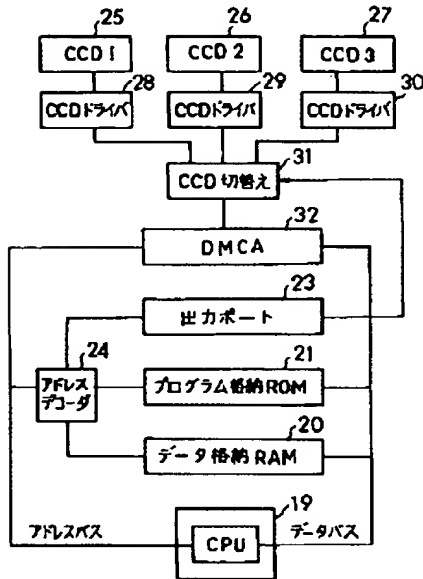 25 26 27
CCD 1 CCD 2 CCD 3
28 29 30
CCDドライバ CCDドライバ CCDドライバ
31
CCD 切替え
32
DMCA
23
出力ポート
24
アドレス
デコーダ
21
プログラム格納ROM
20
データ格納RAM
19
アドレスバス CPU データバス